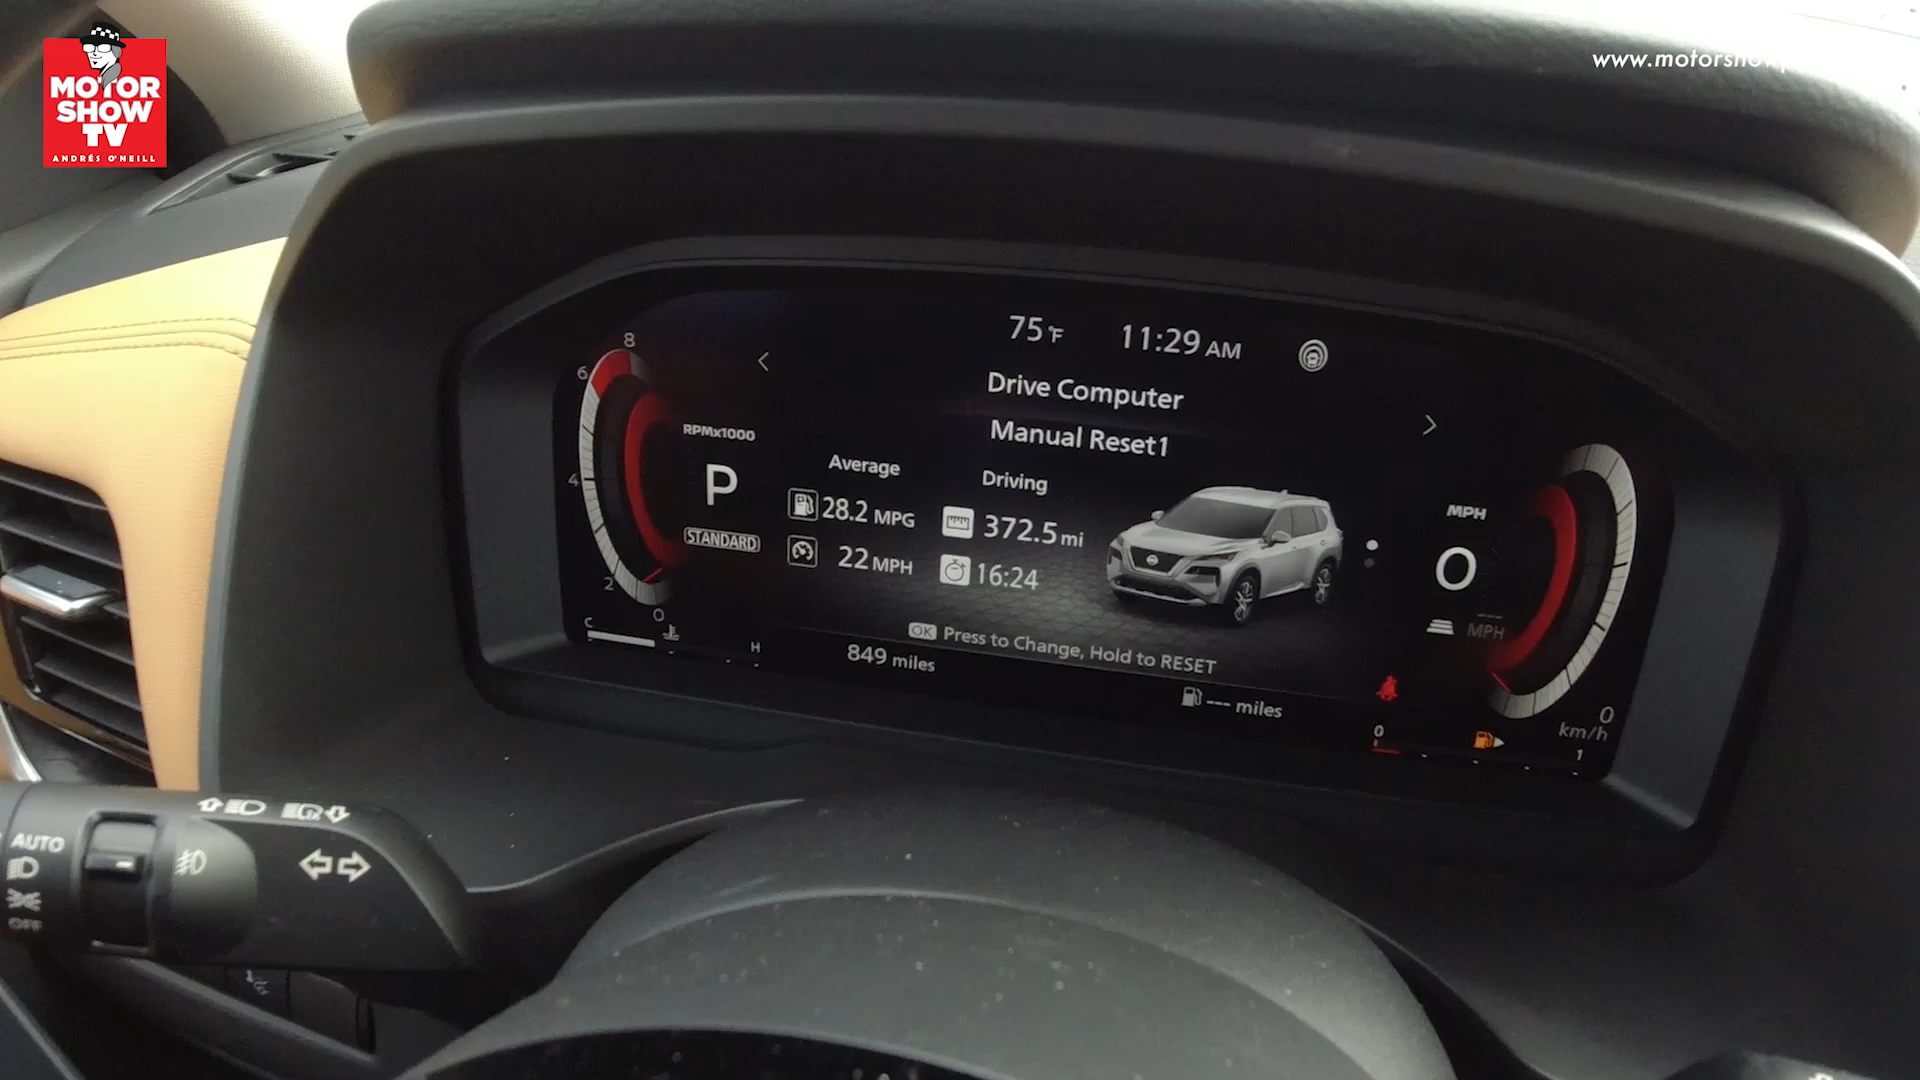 MOTOR
SHOW
TV
ANDRÉS O'NEILL
75°F
11:29 AM
Drive Computer
Manual Reset1
8
6
4
2
0
RPMx1000
P
STANDARD
Average
28.2 MPG
22 MPH
Driving
372.5 mi
16:24
MPH
0
--- MPH
OK Press to Change, Hold to RESET
C
H
849 miles
--- miles
0
km/h
0
1
AUTO
OFF